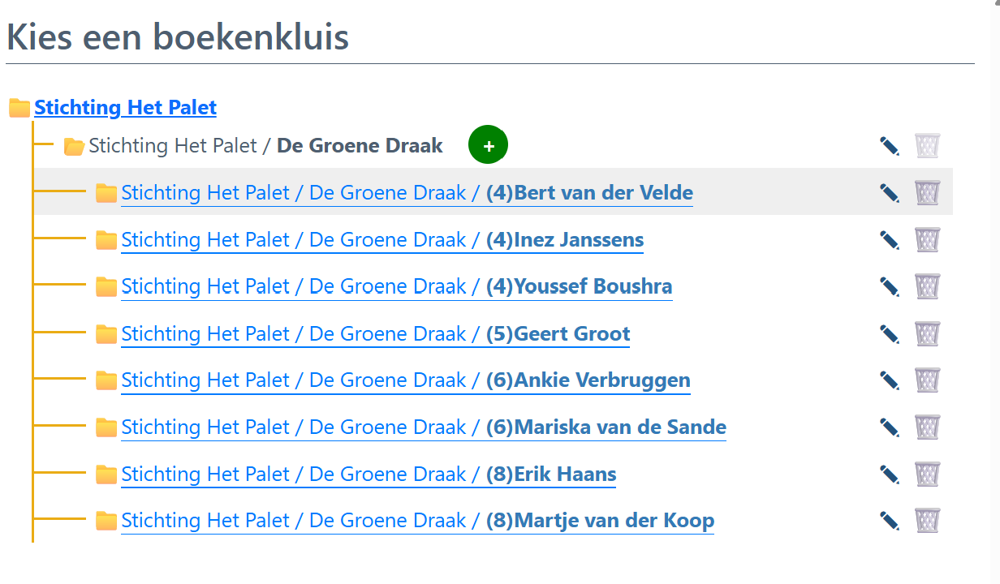 Kies een boekenkluis
Stichting Het Palet
Stichting Het Palet / De Groene Draak +
Stichting Het Palet / De Groene Draak / (4)Bert van der Velde
Stichting Het Palet / De Groene Draak / (4)Inez Janssens
Stichting Het Palet / De Groene Draak / (4)Youssef Boushra
Stichting Het Palet / De Groene Draak / (5)Geert Groot
Stichting Het Palet / De Groene Draak / (6)Ankie Verbruggen
Stichting Het Palet / De Groene Draak / (6)Mariska van de Sande
Stichting Het Palet / De Groene Draak / (8)Erik Haans
Stichting Het Palet / De Groene Draak / (8)Martje van der Koop